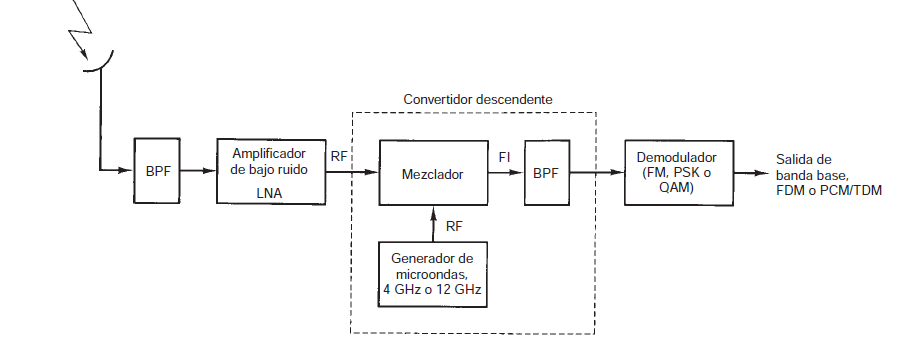 Convertidor descendente
BPF
Amplificador
de bajo ruido
LNA
RF
Mezclador
FI
BPF
Demodulador
(FM, PSK o
QAM)
Salida de
banda base,
FDM o PCM/TDM
RF
Generador de
microondas,
4 GHz o 12 GHz